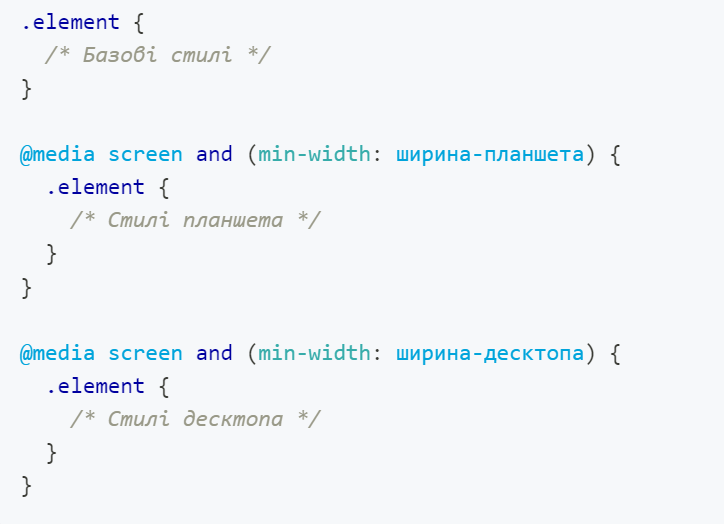 .element {
/* Базові стилі */
}
@media screen and (min-width: ширина-планшета) {
.element {
/* Стилі планшета */
}
}
@media screen and (min-width: ширина-десктопа) {
.element {
/* Стилі десктопа */
}
}